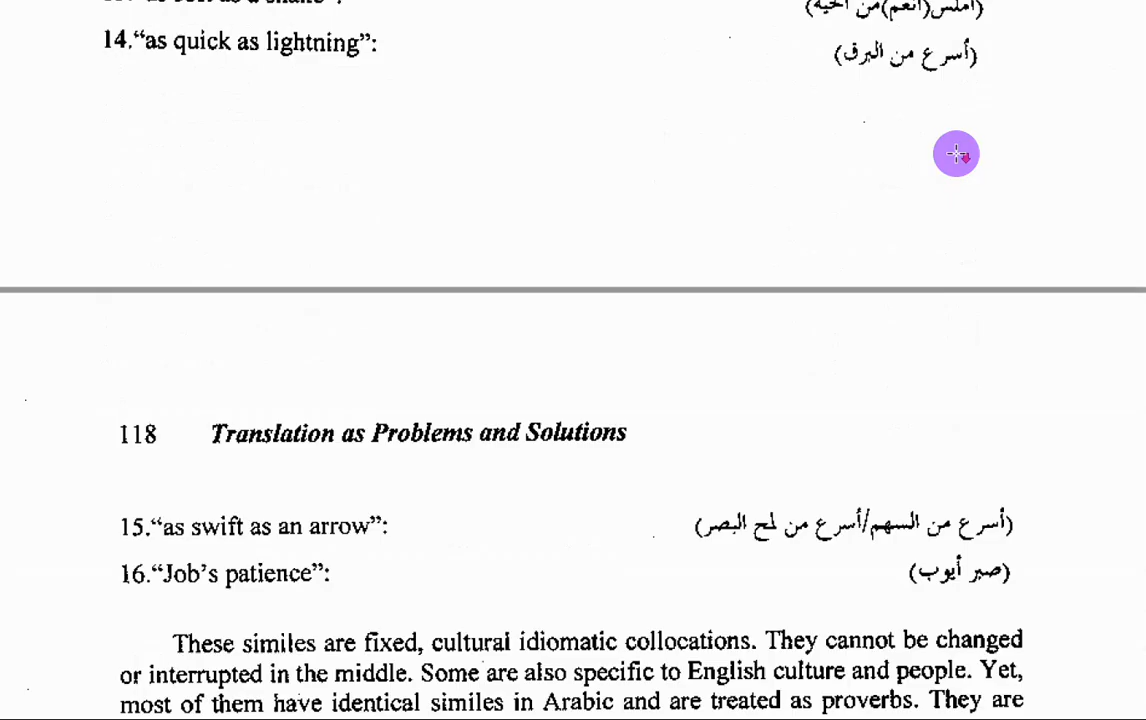 14.“as quick as lightning”: (أسرع من البرق)
118 Translation as Problems and Solutions
15.“as swift as an arrow”: (أسرع من السهم/أسرع من لمح البصر)
16.“Job’s patience”: (صبر أيوب)
These similes are fixed, cultural idiomatic collocations. They cannot be changed
or interrupted in the middle. Some are also specific to English culture and people. Yet,
most of them have identical similes in Arabic and are treated as proverbs. They are